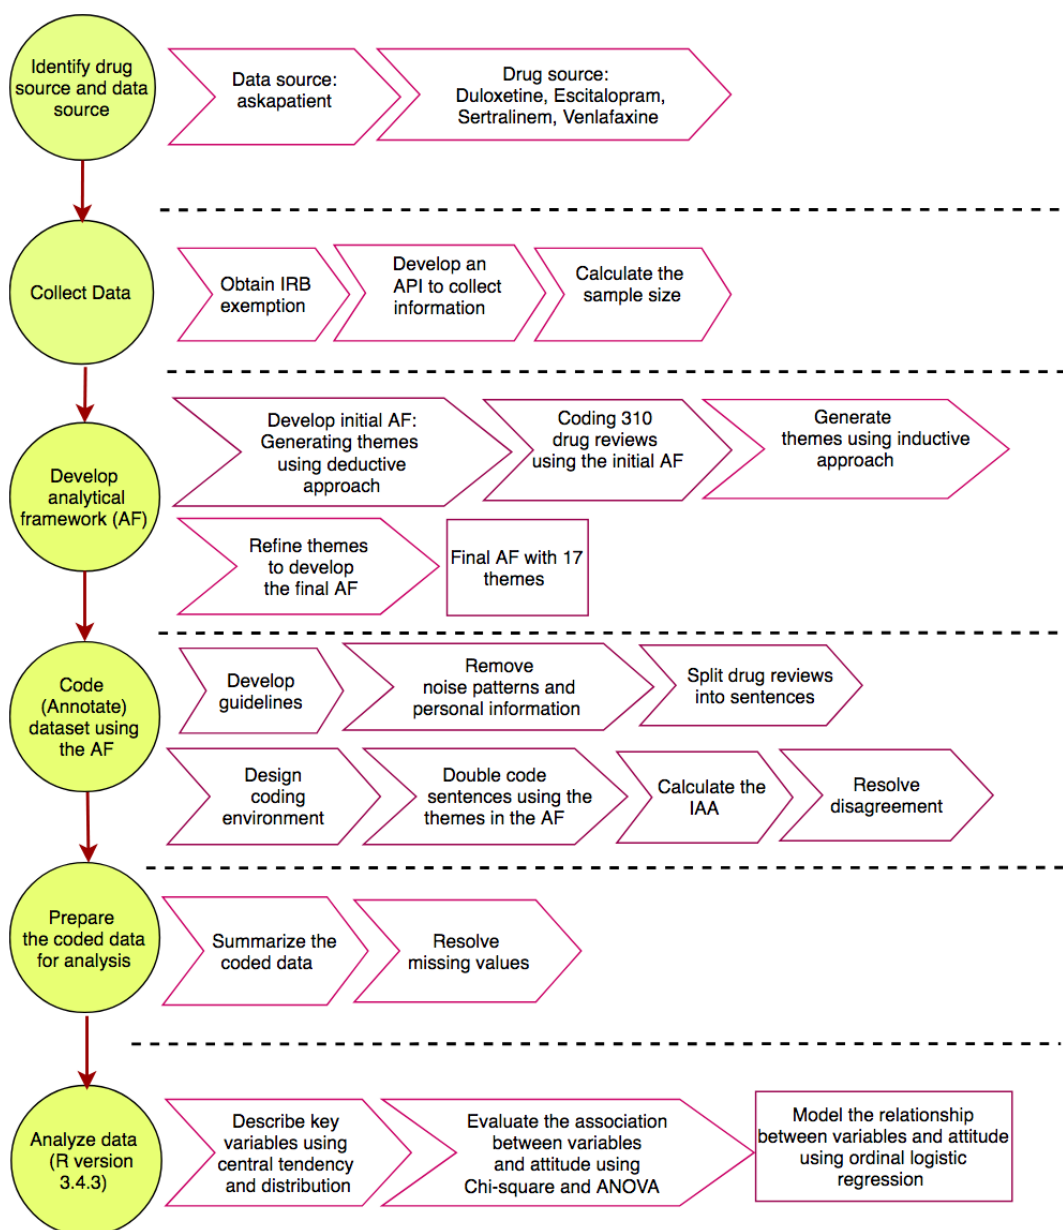 Identify drug
source and data
source
Data source:
askapatient
Drug source:
Duloxetine, Escitalopram,
Sertralinem, Venlafaxine
Collect Data
Obtain IRB
exemption
Develop an
API to collect
information
Calculate the
sample size
Develop
analytical
framework (AF)
Develop initial AF:
Generating themes
using deductive
approach
Coding 310
drug reviews
using the initial AF
Generate
themes using inductive
approach
Refine themes
to develop
the final AF
Final AF with 17
themes
Code
(Annotate)
dataset using
the AF
Develop
guidelines
Remove
noise patterns and
personal information
Split drug reviews
into sentences
Design
coding
environment
Double code
sentences using the
themes in the AF
Calculate the
IAA
Resolve
disagreement
Prepare
the coded data
for analysis
Summarize the
coded data
Resolve
missing values
Analyze data
(R version
3.4.3)
Describe key
variables using
central tendency
and distribution
Evaluate the association
between variables
and attitude using
Chi-square and ANOVA
Model the relationship
between variables and attitude
using ordinal logistic
regression